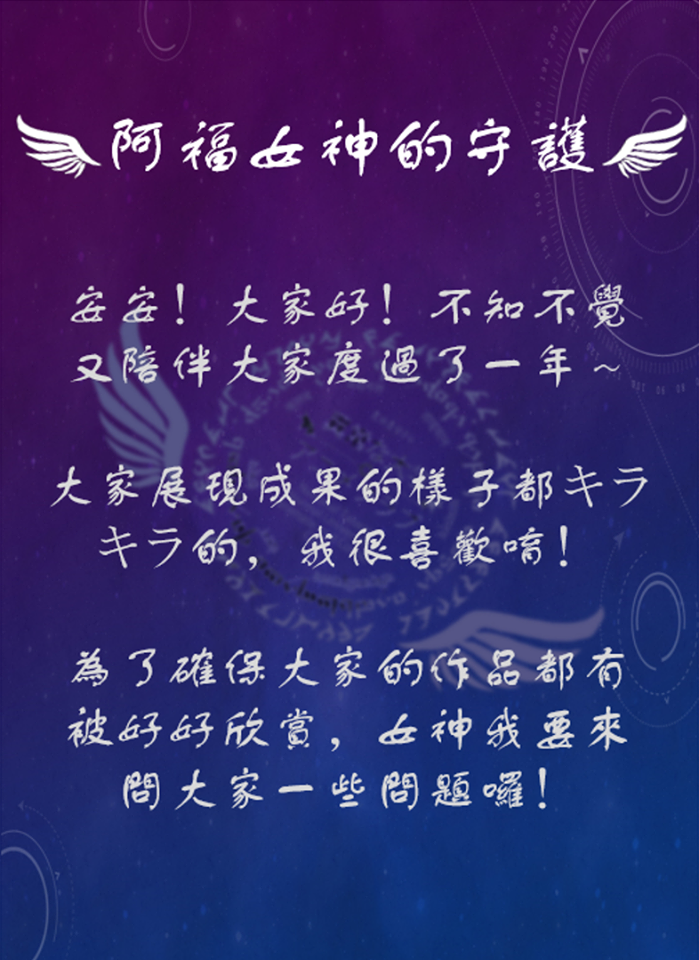 阿福女神的守護
安安！大家好！不知不覺
又陪伴大家度過了一年～
大家展現成果的樣子都キラ
キラ的，我很喜歡唷！
為了確保大家的作品都有
被好好欣賞，女神我要來
問大家一些問題囉！